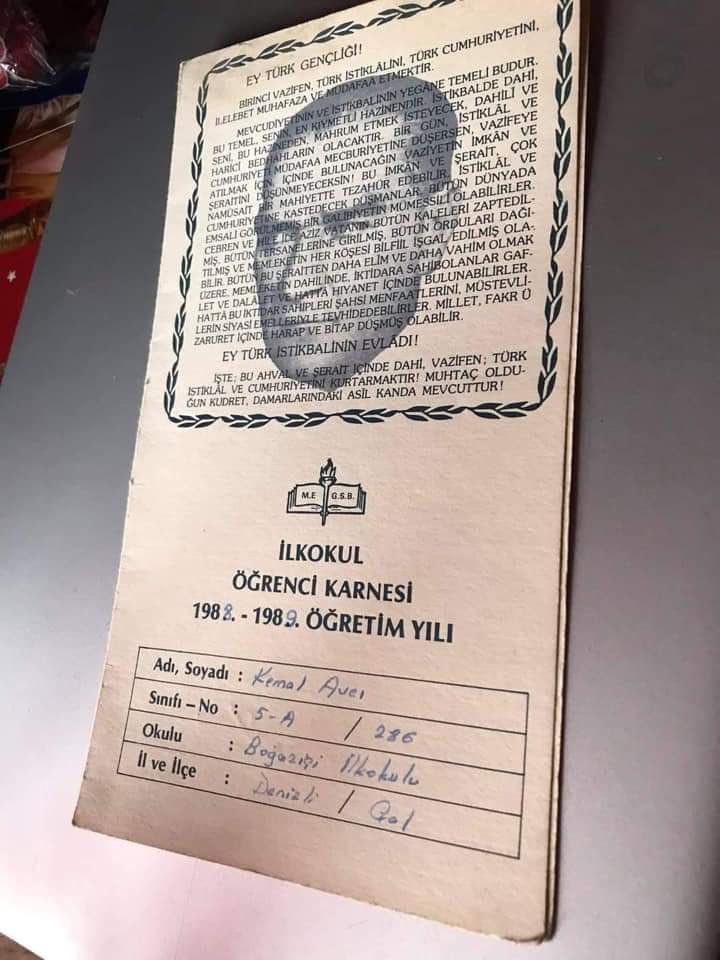 EY TÜRK GENÇLİĞİ!
BİRİNCİ VAZİFEN, TÜRK İSTİKLÂLİNİ, TÜRK CUMHURİYETİNİ,
İLELEBET MUHAFAZA VE MÜDAFAA ETMEKTİR.
MEVCUDİYETİNİN VE İSTİKBALİNİN YEGÂNE TEMELİ BUDUR.
BU TEMEL, SENİN, EN KIYMETLİ HAZİNENDİR. İSTİKBALDE DAHİ,
SENİ, BU HAZİNEDEN, MAHRUM ETMEK İSTEYECEK, DAHİLÎ VE
HARİCÎ BEDHAHLARIN OLACAKTIR. BİR GÜN, İSTİKLÂL VE
CUMHURİYETİ MÜDAFAA MECBURİYETİNE DÜŞERSEN, VAZİFEYE
ATILMAK İÇİN, İÇİNDE BULUNACAĞIN VAZİYETİN İMKÂN VE
ŞERAİTİNİ DÜŞÜNMEYECEKSİN! BU İMKÂN VE ŞERAİT, ÇOK
NAMÜSAİT BİR MAHİYETTE TEZAHÜR EDEBİLİR. İSTİKLÂL VE
CUMHURİYETİNE KASTEDECEK DÜŞMANLAR, BÜTÜN DÜNYADA
EMSALİ GÖRÜLMEMİŞ BİR GALİBİYETİN MÜMESSİLİ OLABİLİRLER.
CEBREN VE HİLE İLE AZİZ VATANIN BÜTÜN KALELERİ ZAPTEDİL-
MİŞ, BÜTÜN TERSANELERİNE GİRİLMİŞ, BÜTÜN ORDULARI DAĞI-
TILMIŞ VE MEMLEKETİN HER KÖŞESİ BİLFİİL İŞGAL EDİLMİŞ OLA-
BİLİR. BÜTÜN BU ŞERAİTTEN DAHA ELİM VE DAHA VAHİM OLMAK
ÜZERE, MEMLEKETİN DAHİLİNDE, İKTİDARA SAHİBOLANLAR GAF-
LET VE DALÂLET VE HATTÂ HIYANET İÇİNDE BULUNABİLİRLER.
HATTÂ BU İKTİDAR SAHİPLERİ ŞAHSÎ MENFAATLERİNİ, MÜSTEVLİ-
LERİN SİYASÎ EMELLERİYLE TEVHİDEDEBİLİRLER. MİLLET, FAKR Ü
ZARURET İÇİNDE HARAP VE BİTAP DÜŞMÜŞ OLABİLİR.
EY TÜRK İSTİKBALİNİN EVLÂDI!
İŞTE; BU AHVAL VE ŞERAİT İÇİNDE DAHİ, VAZİFEN; TÜRK
İSTİKLÂL VE CUMHURİYETİNİ KURTARMAKTIR! MUHTAÇ OLDU-
ĞUN KUDRET, DAMARLARINDAKİ ASİL KANDA MEVCUTTUR!
M.E G.S.B.
İLKOKUL
ÖĞRENCİ KARNESİ
1988. - 1989. ÖĞRETİM YILI
Adı, Soyadı : Kemal Avcı
Sınıfı – No : 5-A / 286
Okulu : Boğaziçi İlkokulu
İl ve İlçe : Denizli / Çal